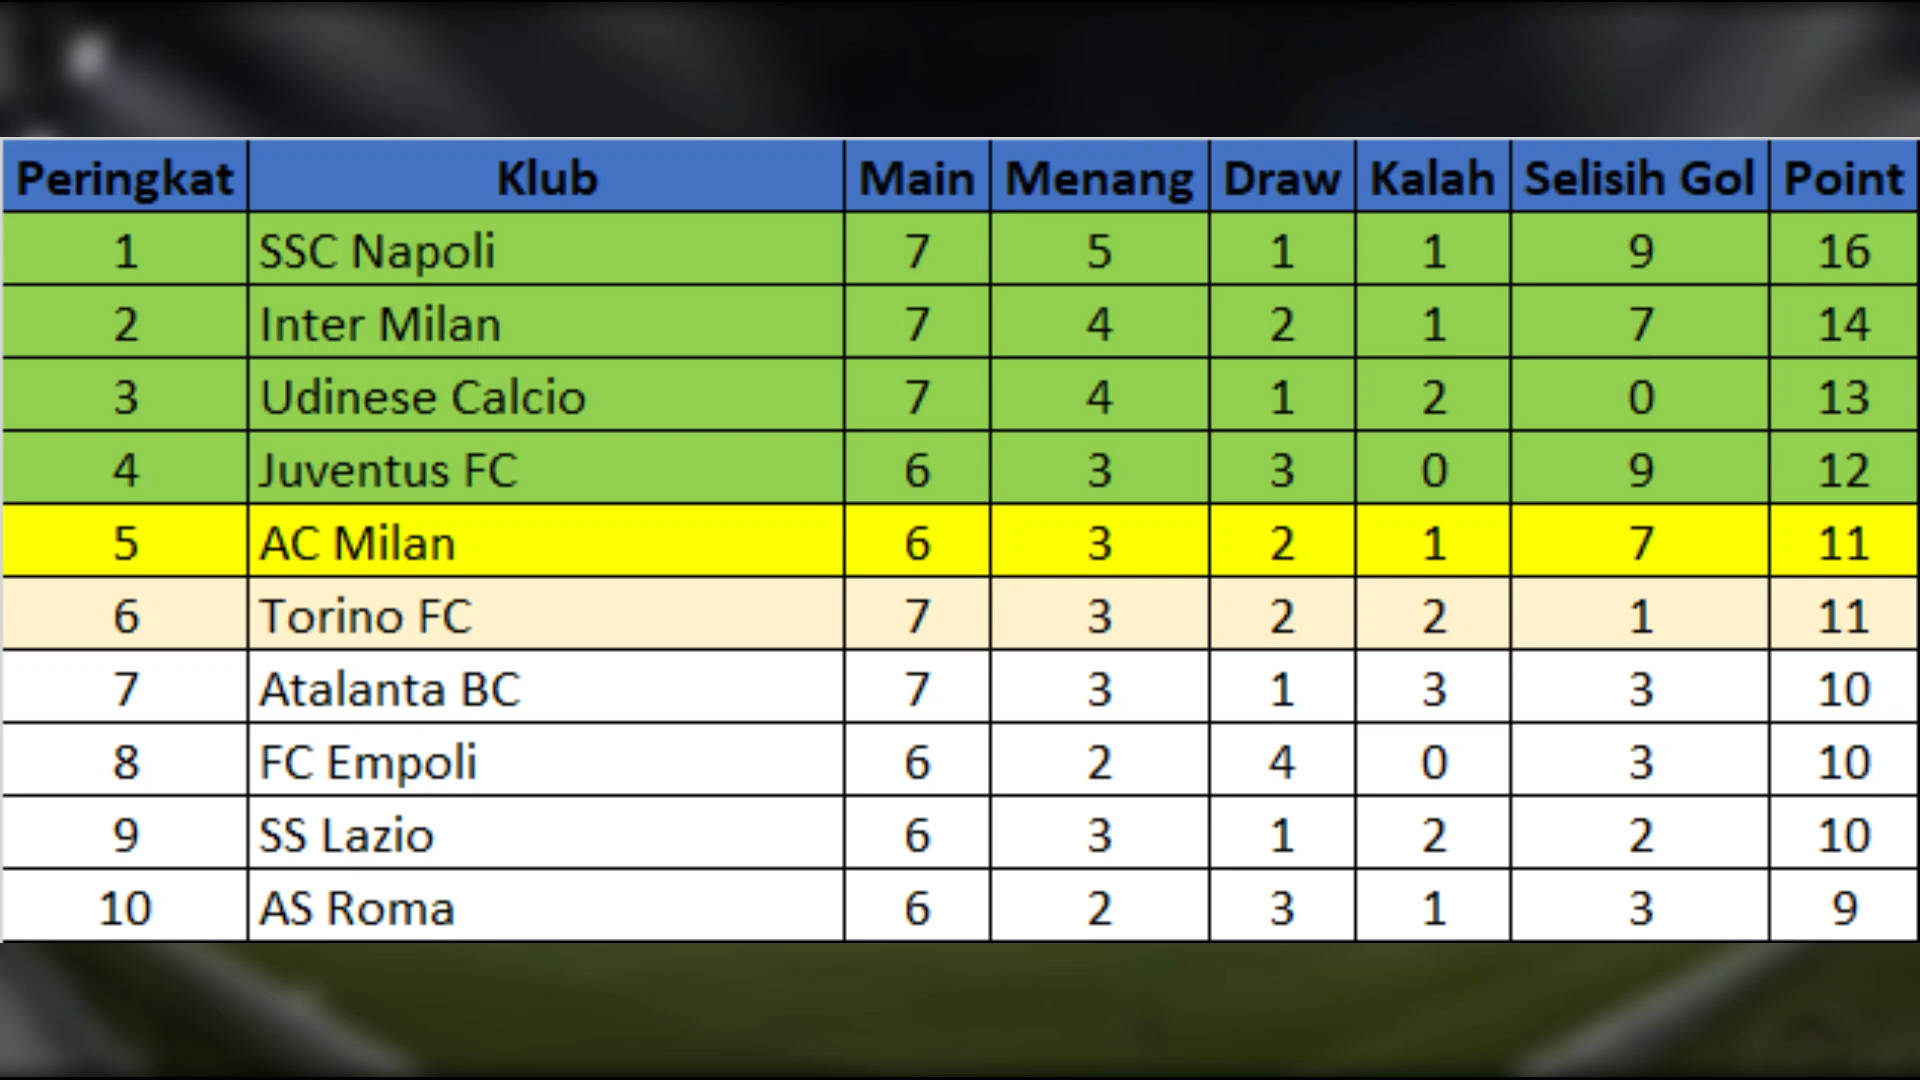 Peringkat Klub Main Menang Draw Kalah Selisih Gol Point
1 SSC Napoli 7 5 1 1 9 16
2 Inter Milan 7 4 2 1 7 14
3 Udinese Calcio 7 4 1 2 0 13
4 Juventus FC 6 3 3 0 9 12
5 AC Milan 6 3 2 1 7 11
6 Torino FC 7 3 2 2 1 11
7 Atalanta BC 7 3 1 3 3 10
8 FC Empoli 6 2 4 0 3 10
9 SS Lazio 6 3 1 2 2 10
10 AS Roma 6 2 3 1 3 9